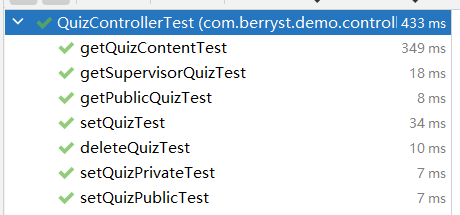 QuizControllerTest (com.berryst.demo.controll 433 ms
getQuizContentTest 349 ms
getSupervisorQuizTest 18 ms
getPublicQuizTest 8 ms
setQuizTest 34 ms
deleteQuizTest 10 ms
setQuizPrivateTest 7 ms
setQuizPublicTest 7 ms